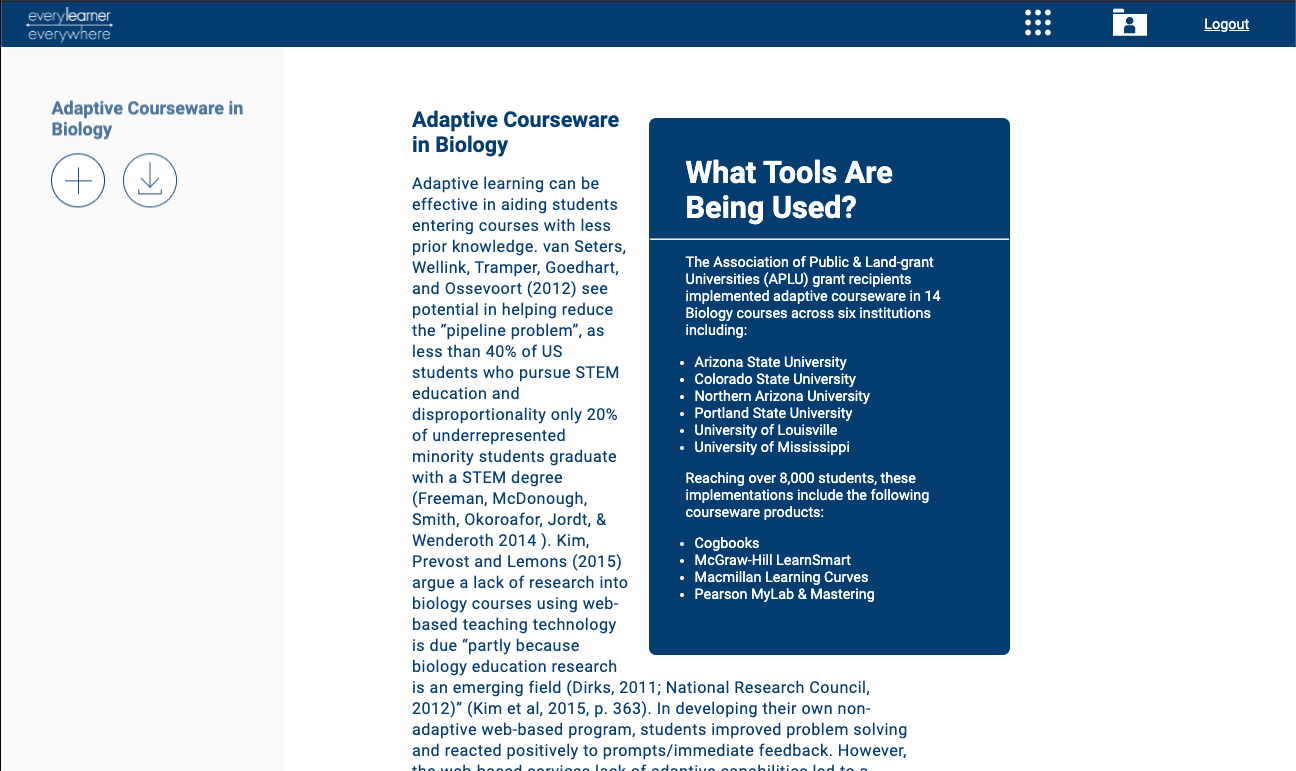 everylearner
everywhere
Logout
Adaptive Courseware in
Biology
Adaptive Courseware
in Biology
Adaptive learning can be
effective in aiding students
entering courses with less
prior knowledge. van Seters,
Wellink, Tramper, Goedhart,
and Ossevoort (2012) see
potential in helping reduce
the “pipeline problem”, as
less than 40% of US
students who pursue STEM
education and
disproportionality only 20%
of underrepresented
minority students graduate
with a STEM degree
(Freeman, McDonough,
Smith, Okoroafor, Jordt, &
Wenderoth 2014 ). Kim,
Prevost and Lemons (2015)
argue a lack of research into
biology courses using web-
based teaching technology
is due “partly because
biology education research
is an emerging field (Dirks, 2011; National Research Council,
2012)” (Kim et al, 2015, p. 363). In developing their own non-
adaptive web-based program, students improved problem solving
and reacted positively to prompts/immediate feedback. However,
the web-based services lack of adaptive capabilities led to a
What Tools Are
Being Used?
The Association of Public & Land-grant
Universities (APLU) grant recipients
implemented adaptive courseware in 14
Biology courses across six institutions
including:
• Arizona State University
• Colorado State University
• Northern Arizona University
• Portland State University
• University of Louisville
• University of Mississippi
Reaching over 8,000 students, these
implementations include the following
courseware products:
• Cogbooks
• McGraw-Hill LearnSmart
• Macmillan Learning Curves
• Pearson MyLab & Mastering